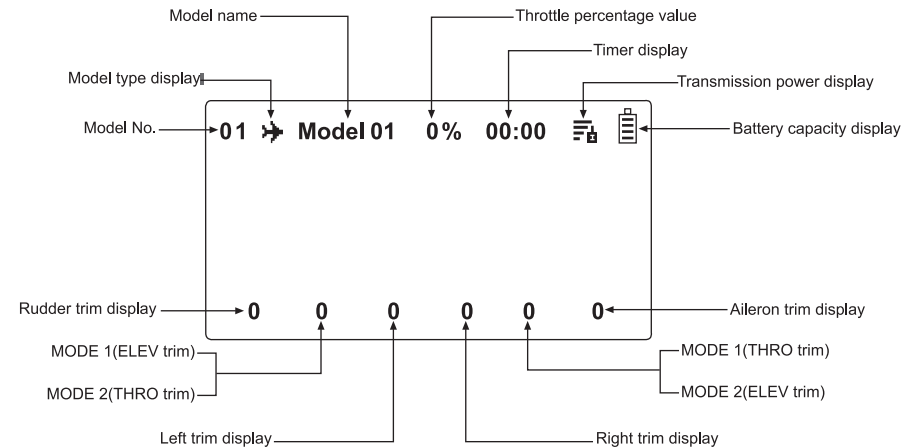 Model name
Throttle percentage value
Timer display
Model type display
Transmission power display
Model No.
01 Model 01 0% 00:00
Battery capacity display
Rudder trim display
0 0 0 0 0 0
Aileron trim display
MODE 1(ELEV trim)
MODE 1(THRO trim)
MODE 2(THRO trim)
MODE 2(ELEV trim)
Left trim display
Right trim display